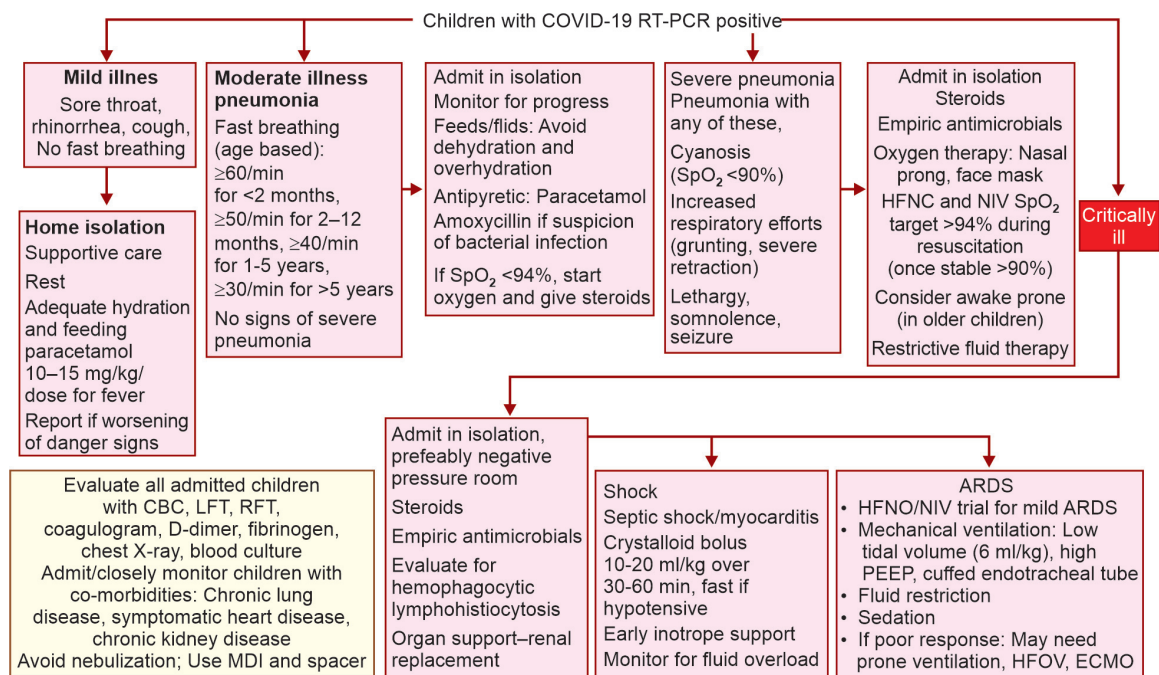 Children with COVID-19 RT-PCR positive
Mild illnes
Sore throat,
rhinorrhea, cough,
No fast breathing
Home isolation
Supportive care
Rest
Adequate hydration
and feeding
paracetamol
10–15 mg/kg/
dose for fever
Report if worsening
of danger signs
Moderate illness
pneumonia
Fast breathing
(age based):
≥60/min
for <2 months,
≥50/min for 2–12
months, ≥40/min
for 1-5 years,
≥30/min for >5 years
No signs of severe
pneumonia
Admit in isolation
Monitor for progress
Feeds/flids: Avoid
dehydration and
overhydration
Antipyretic: Paracetamol
Amoxycillin if suspicion
of bacterial infection
If SpO₂ <94%, start
oxygen and give steroids
Severe pneumonia
Pneumonia with
any of these,
Cyanosis
(SpO₂ <90%)
Increased
respiratory efforts
(grunting, severe
retraction)
Lethargy,
somnolence,
seizure
Admit in isolation
Steroids
Empiric antimicrobials
Oxygen therapy: Nasal
prong, face mask
HFNC and NIV SpO₂
target >94% during
resuscitation
(once stable >90%)
Consider awake prone
(in older children)
Restrictive fluid therapy
Critically
ill
Admit in isolation,
prefeably negative
pressure room
Steroids
Empiric antimicrobials
Evaluate for
hemophagocytic
lymphohistiocytosis
Organ support–renal
replacement
Shock
Septic shock/myocarditis
Crystalloid bolus
10-20 ml/kg over
30-60 min, fast if
hypotensive
Early inotrope support
Monitor for fluid overload
ARDS
• HFNO/NIV trial for mild ARDS
• Mechanical ventilation: Low
tidal volume (6 ml/kg), high
PEEP, cuffed endotracheal tube
• Fluid restriction
• Sedation
• If poor response: May need
prone ventilation, HFOV, ECMO
Evaluate all admitted children
with CBC, LFT, RFT,
coagulogram, D-dimer, fibrinogen,
chest X-ray, blood culture
Admit/closely monitor children with
co-morbidities: Chronic lung
disease, symptomatic heart disease,
chronic kidney disease
Avoid nebulization; Use MDI and spacer